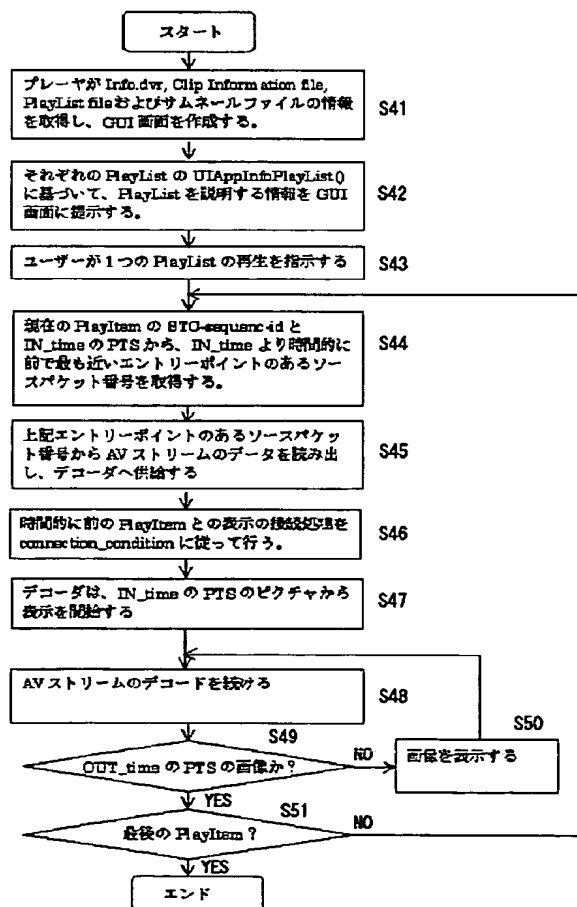 スタート
プレーヤが Info.dvr, Clip Information file,
PlayList fileおよびサムネールファイルの情報
を取得し、GUI 画面を作成する。
S41
それぞれの PlayList の UIAppInfoPlayList()
に基づいて、PlayList を説明する情報を GUI
画面に提示する。
S42
ユーザーが 1 つの PlayList の再生を指示する
S43
現在の PlayItem の STC-sequenc-id と
IN_time の PTS から、IN_time より時間的に
前で最も近いエントリーポイントのあるソー
スパケット番号を取得する。
S44
上記エントリーポイントのあるソースパケッ
ト番号から AV ストリームのデータを読み出
し、デコーダへ供給する
S45
時間的に前の PlayItem との表示の接続処理を
connection_condition に従って行う。
S46
デコーダは、IN_time の PTS のピクチャから
表示を開始する
S47
AV ストリームのデコードを続ける
S48
S49
OUT_time の PTS の画像か?
NO
S50
画像を表示する
YES
S51
最後の PlayItem ?
NO
YES
エンド